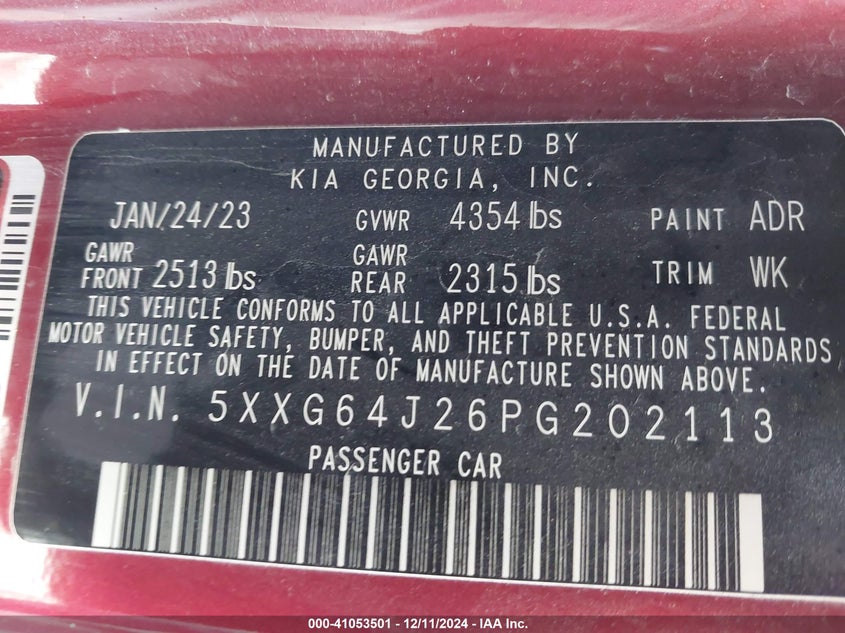 MANUFACTURED BY
KIA GEORGIA, INC.
JAN/24/23 GVWR 4354 lbs PAINT ADR
GAWR FRONT 2513 lbs GAWR REAR 2315 lbs TRIM WK
THIS VEHICLE CONFORMS TO ALL APPLICABLE U.S.A. FEDERAL
MOTOR VEHICLE SAFETY, BUMPER, AND THEFT PREVENTION STANDARDS
IN EFFECT ON THE DATE OF MANUFACTURE SHOWN ABOVE.
V.I.N. 5XXG64J26PG202113
PASSENGER CAR
000-41053501 - 12/11/2024 - IAA Inc.